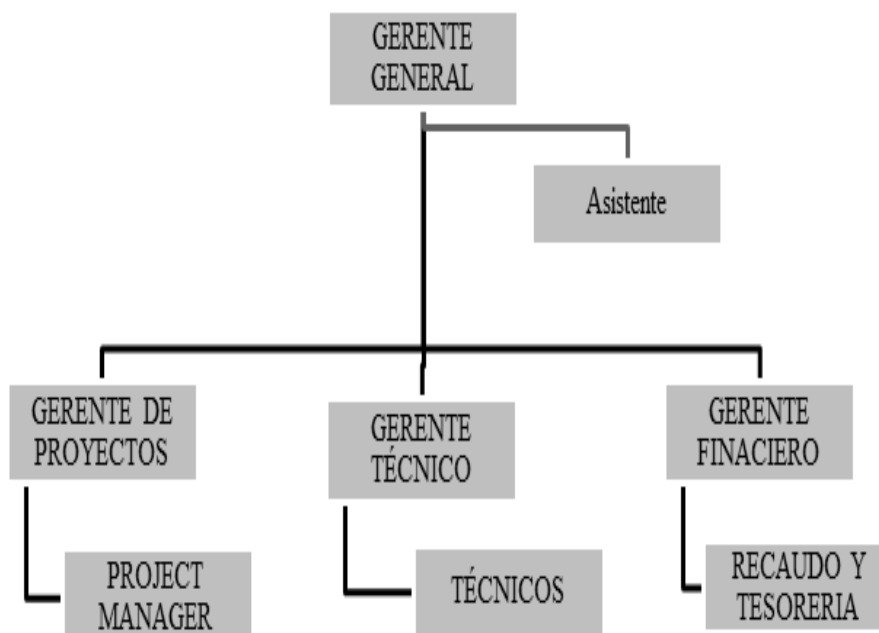 GERENTE
GENERAL
Asistente
GERENTE DE
PROYECTOS
GERENTE
TÉCNICO
GERENTE
FINACIERO
PROJECT
MANAGER
TÉCNICOS
RECAUDO Y
TESORERIA